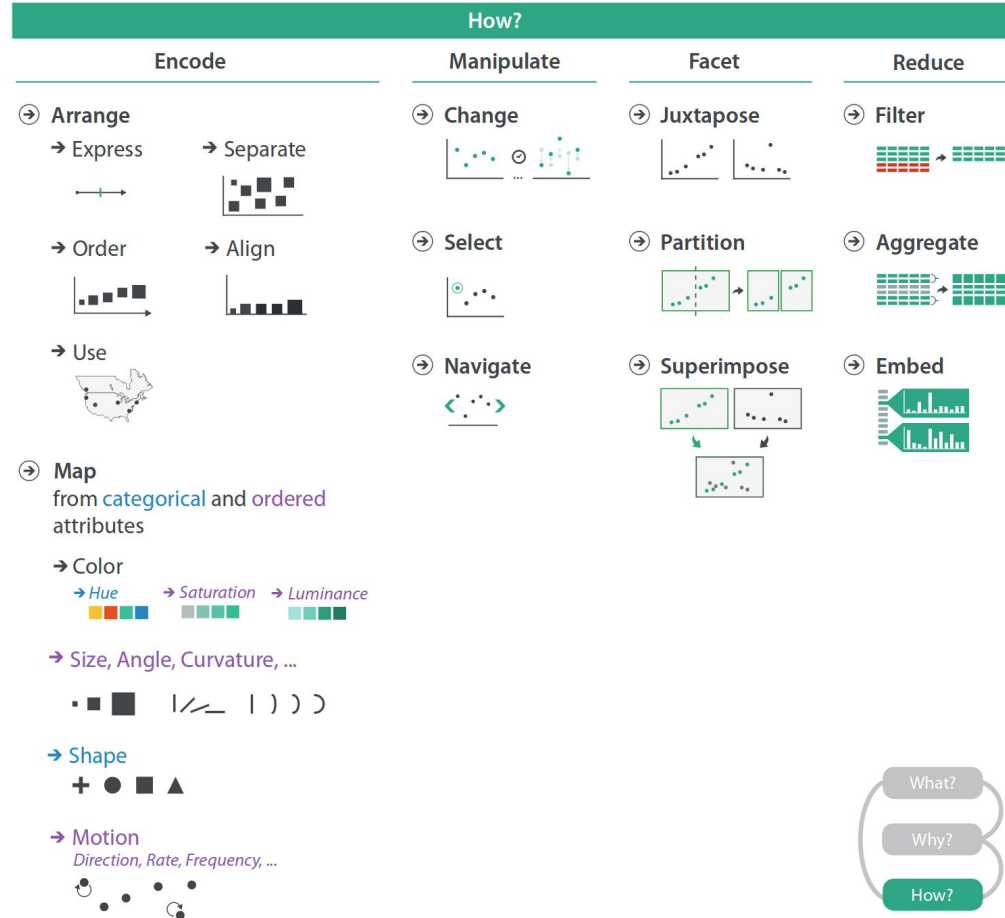 How?
Encode
Manipulate
Facet
Reduce
Arrange
Express
Separate
Order
Align
Use
Map
from categorical and ordered
attributes
Color
Hue
Saturation
Luminance
Size, Angle, Curvature, ...
Shape
Motion
Direction, Rate, Frequency, ...
Change
...
Select
Navigate
Juxtapose
Partition
Superimpose
Filter
Aggregate
Embed
What?
Why?
How?